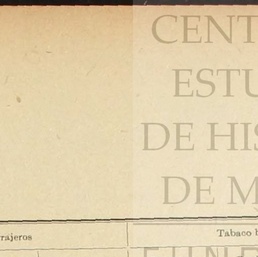 CENT
ESTU
DE HIS
DE M
rajeros
Tabaco